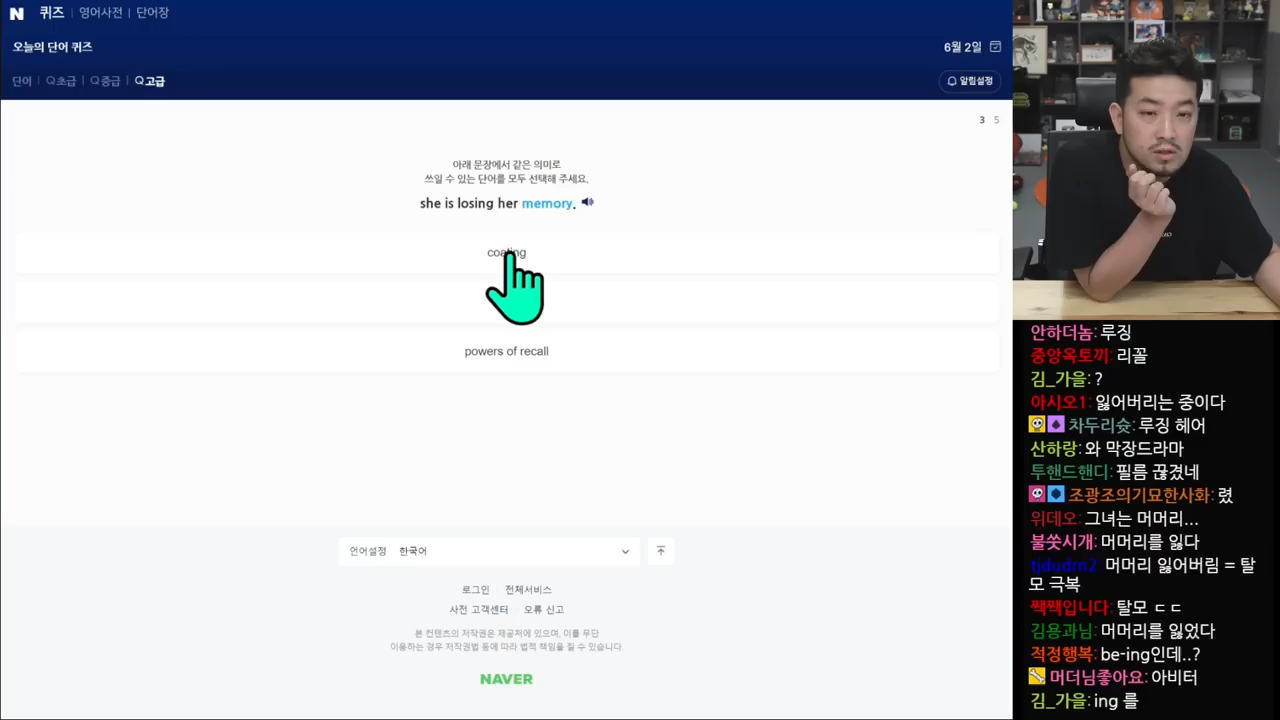 N 퀴즈 | 영어사전 | 단어장
오늘의 단어 퀴즈
6월 2일
단어 | Q초급 | Q중급 | Q고급
알림설정
3 5
아래 문장에서 같은 의미로
쓰일 수 있는 단어를 모두 선택해 주세요.
she is losing her memory.
coating
powers of recall
언어설정 한국어
로그인 전체서비스
사전 고객센터 오류 신고
본 컨텐츠의 저작권은 제공처에 있으며, 이를 무단
이용하는 경우 저작권법 등에 따라 법적 책임을 질 수 있습니다.
NAVER
안하더놈: 루징
중앙옥토끼: 리꼴
김_가을: ?
아시오1: 잃어버리는 중이다
차두리슛: 루징 헤어
산하랑: 와 막장드라마
투핸드핸디: 필름 끊겼네
조광조의기묘한사화: 렸
위데오: 그녀는 머머리...
불쏫시개: 머머리를 잃다
tjdudrn2: 머머리 잃어버림 = 탈
모 극복
짹짹입니다: 탈모 ㄷㄷ
김용과님: 머머리를 잃었다
적정행복: be-ing인데..?
머더님좋아요: 아비터
김_가을: ing 를